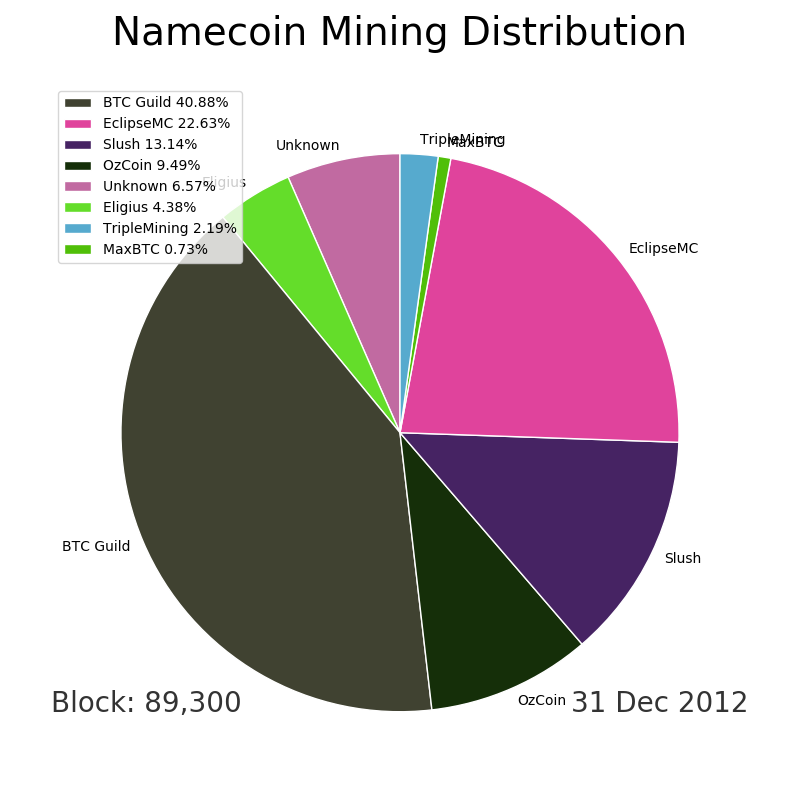 Namecoin Mining Distribution
BTC Guild 40.88%
EclipseMC 22.63%
Slush 13.14%
OzCoin 9.49%
Unknown 6.57%
Eligius 4.38%
TripleMining 2.19%
MaxBTC 0.73%
TripleMining
MaxBTC
Unknown
Eligius
EclipseMC
BTC Guild
Slush
OzCoin
Block: 89,300
31 Dec 2012